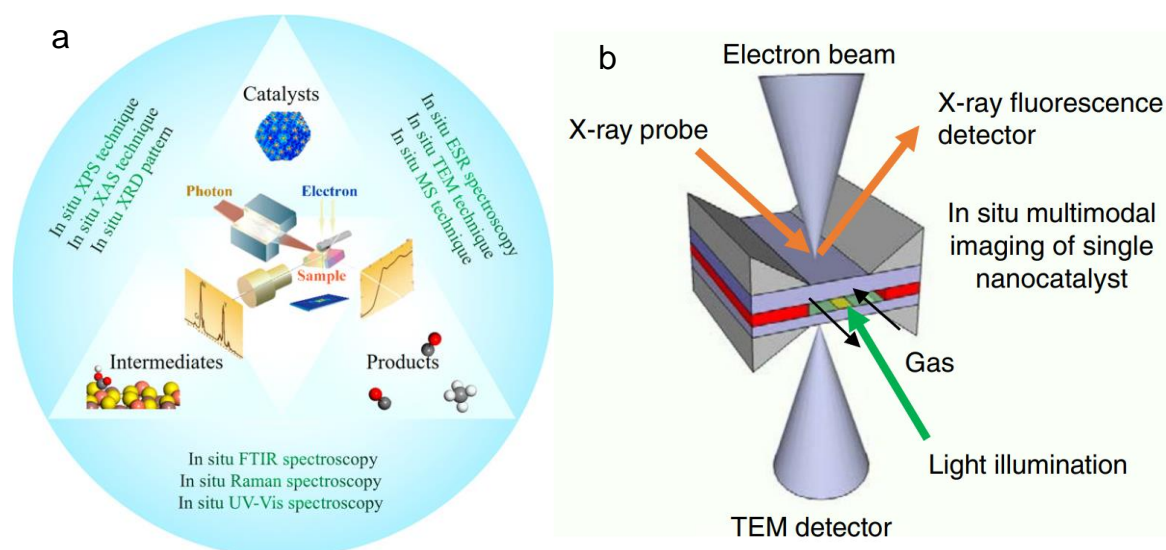 a
Catalysts
In situ XPS technique
In situ XAS technique
In situ XRD pattern
In situ ESR spectroscopy
In situ TEM technique
In situ MS technique
Photon
Electron
Sample
Intermediates
Products
In situ FTIR spectroscopy
In situ Raman spectroscopy
In situ UV-Vis spectroscopy
b
Electron beam
X-ray probe
X-ray fluorescence
detector
In situ multimodal
imaging of single
nanocatalyst
Gas
Light illumination
TEM detector